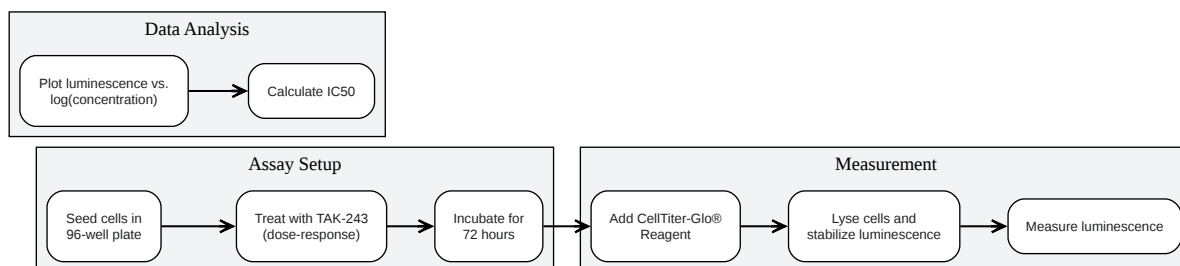 Data Analysis
Plot luminescence vs.
log(concentration)
Calculate IC50
Assay Setup
Seed cells in
96-well plate
Treat with TAK-243
(dose-response)
Incubate for
72 hours
Measurement
Add CellTiter-Glo®
Reagent
Lyse cells and
stabilize luminescence
Measure luminescence